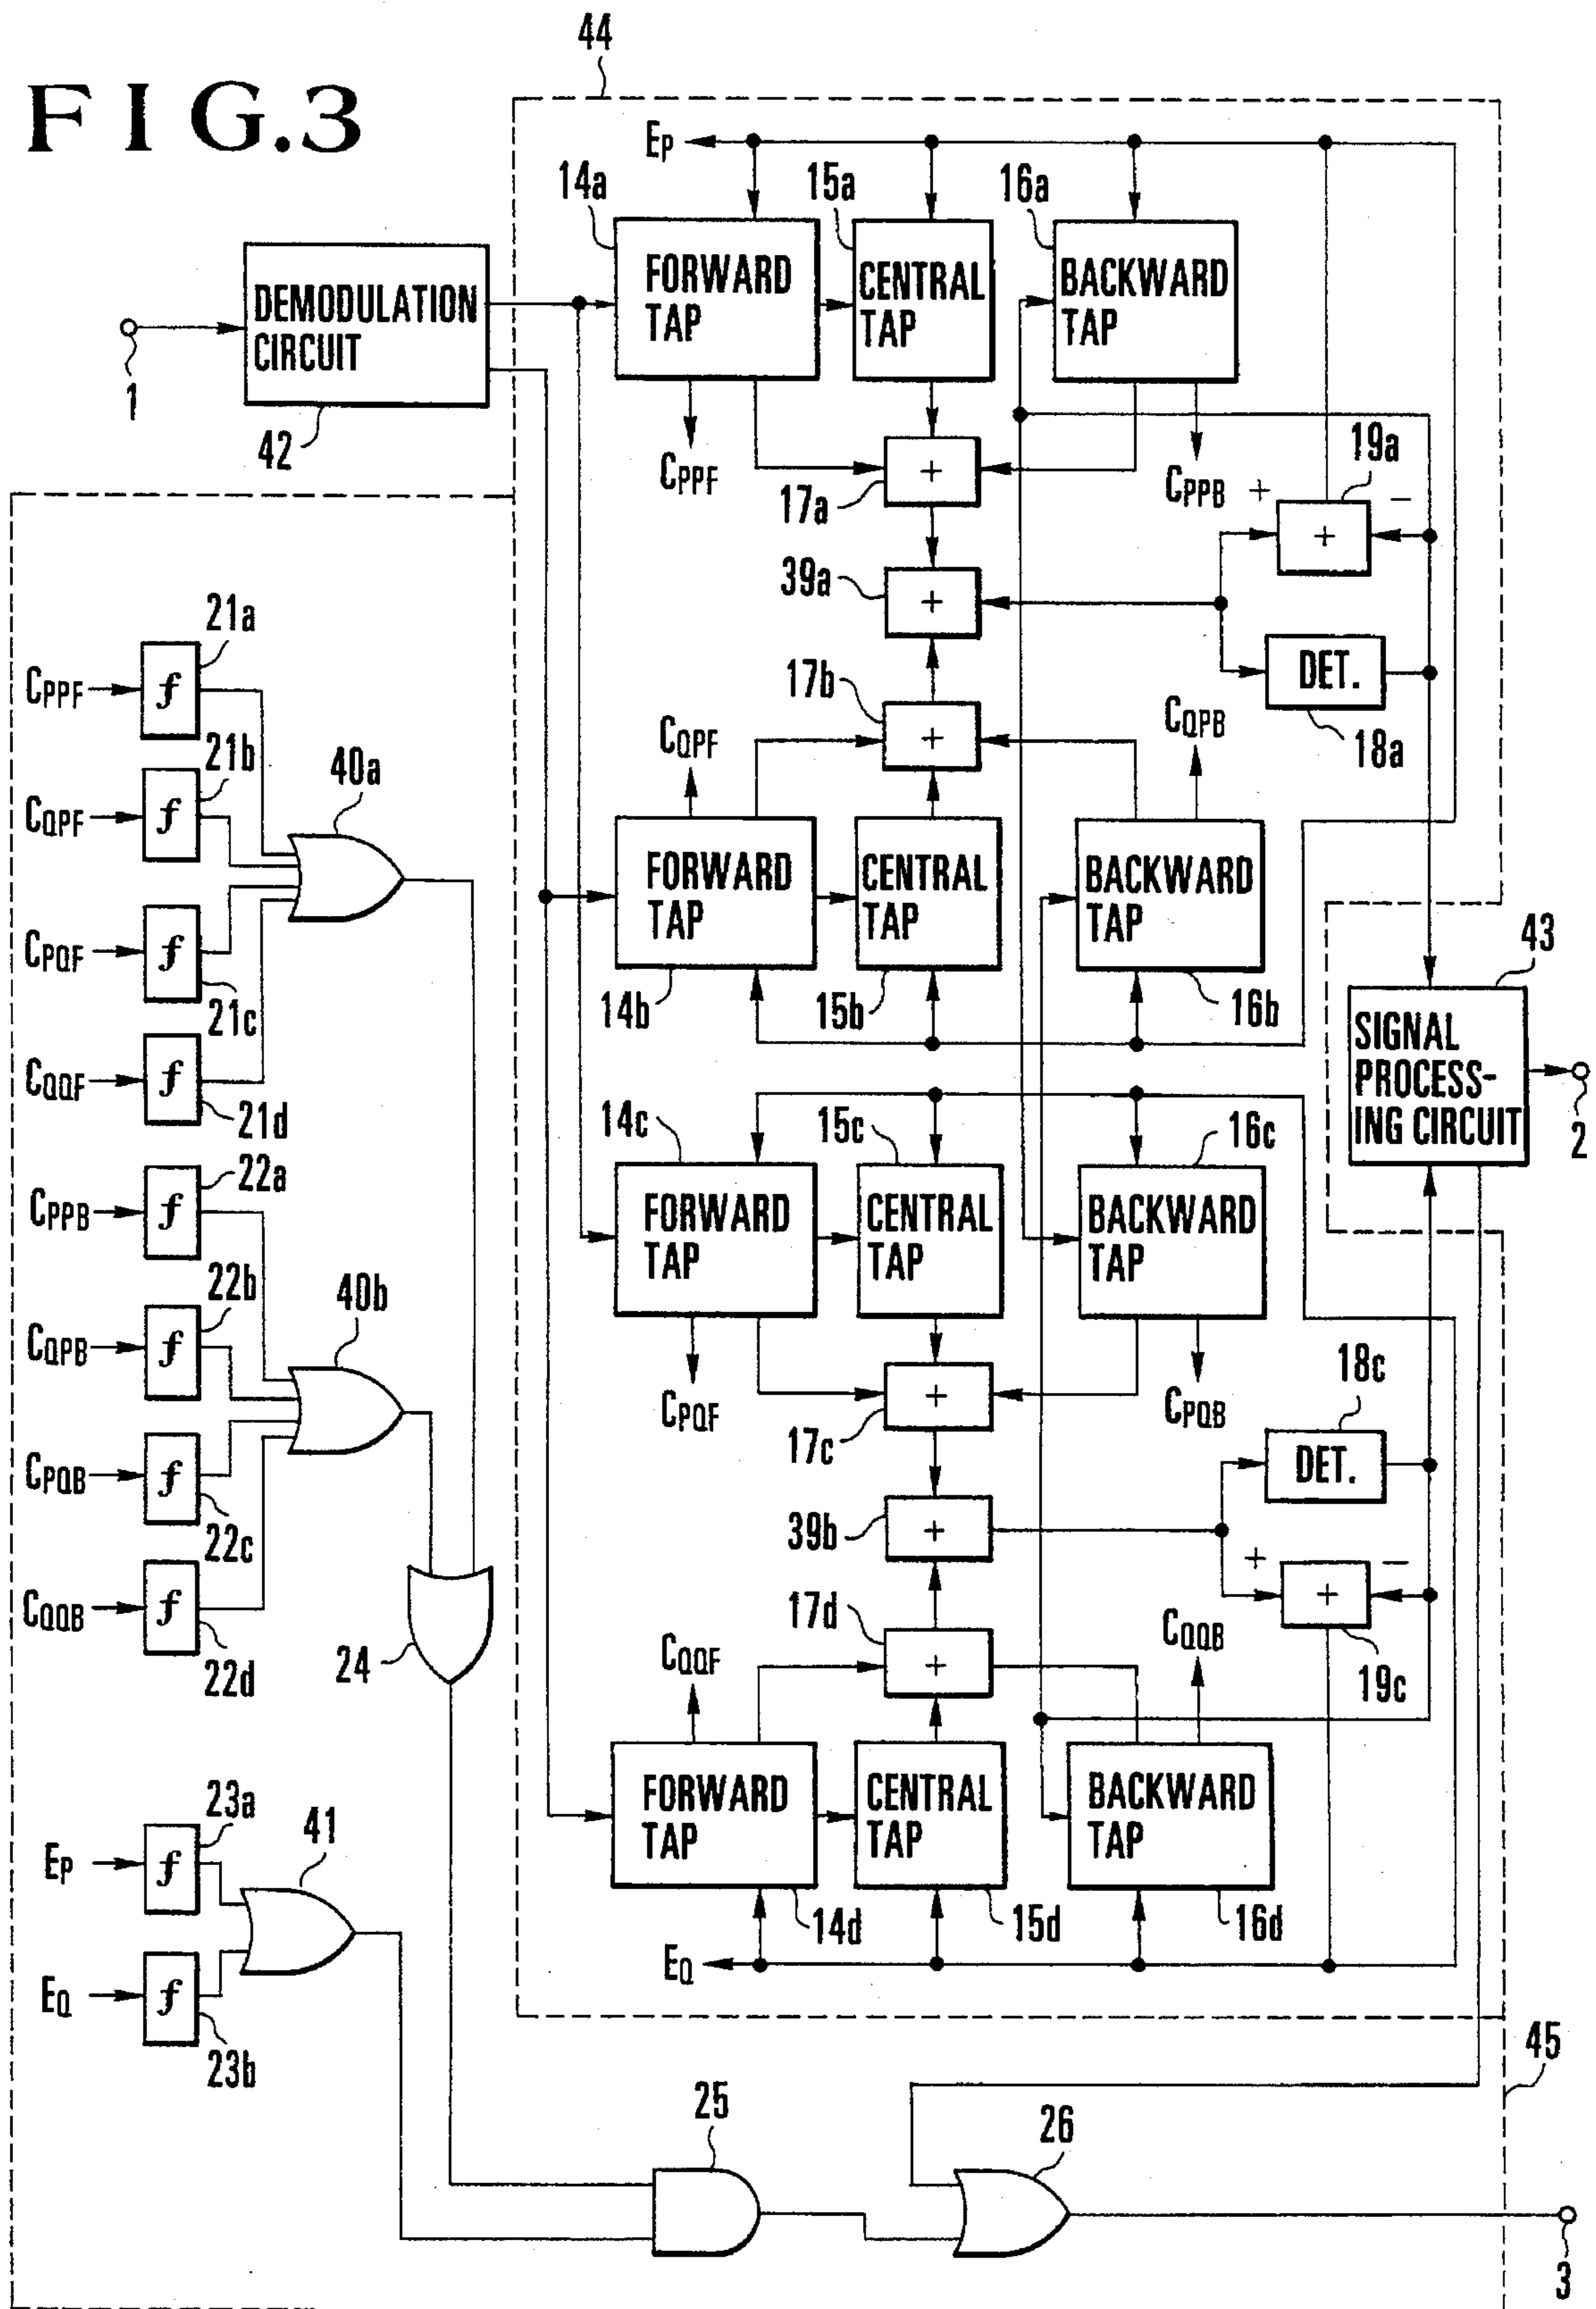 FIG.3
44
EP
14a
15a
16a
FORWARD
TAP
CENTRAL
TAP
BACKWARD
TAP
DEMODULATION
CIRCUIT
1
42
CPPF
+
17a
CPPB
+
19a
−
+
39a
+
DET.
18a
17b
+
CQPF
CQPB
FORWARD
TAP
CENTRAL
TAP
BACKWARD
TAP
14b
15b
16b
43
SIGNAL
PROCESS-
ING CIRCUIT
2
CPPF
f
21a
CQPF
f
21b
CPQF
f
21c
CQQF
f
21d
40a
CPPB
f
22a
CQPB
f
22b
CPQB
f
22c
CQQB
f
22d
40b
24
14c
15c
16c
FORWARD
TAP
CENTRAL
TAP
BACKWARD
TAP
CPQF
+
17c
CPQB
18c
DET.
39b
+
+
−
+
19c
17d
+
CQQF
CQQB
FORWARD
TAP
CENTRAL
TAP
BACKWARD
TAP
14d
15d
16d
EQ
EP
f
23a
41
EQ
f
23b
45
25
26
3